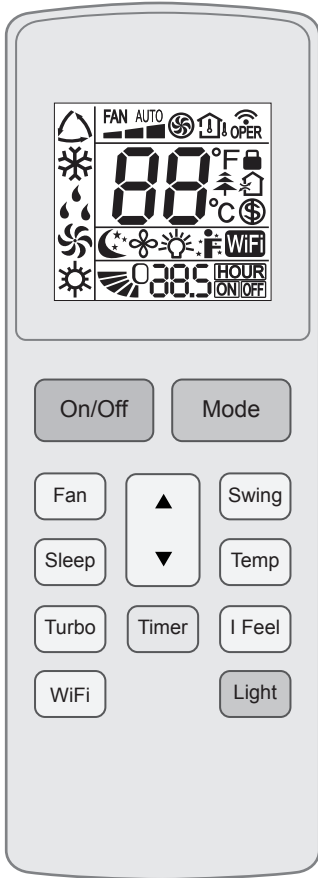 FAN AUTO OPER
88 °F
°C $
WiFi
038.5 HOUR
ON OFF
On/Off Mode
Fan ▲ Swing
Sleep ▼ Temp
Turbo Timer I Feel
WiFi Light